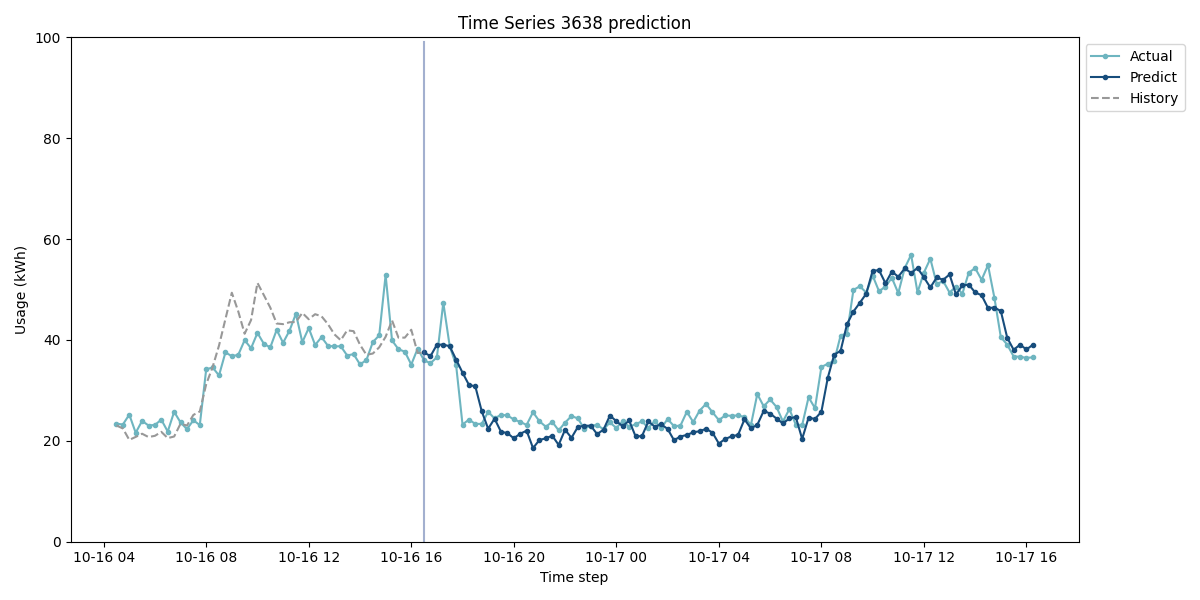 Time Series 3638 prediction
100
80
60
40
20
0
Usage (kWh)
10-16 04
10-16 08
10-16 12
10-16 16
10-16 20
10-17 00
10-17 04
10-17 08
10-17 12
10-17 16
Time step
Actual
Predict
History